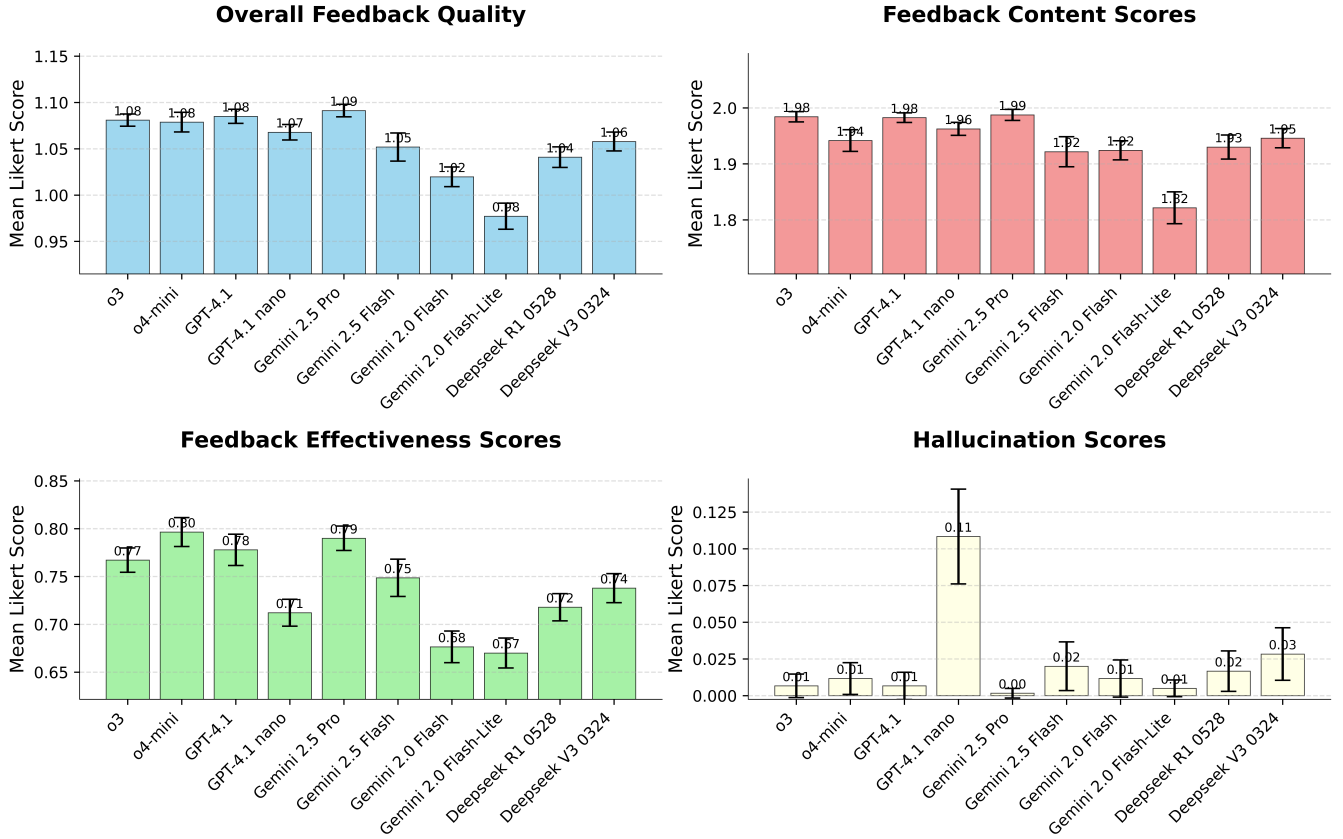 Overall Feedback Quality
Mean Likert Score
1.15
1.10
1.05
1.00
0.95
1.08
1.08
1.08
1.07
1.09
1.05
1.02
0.98
1.04
1.06
o3
o4-mini
GPT-4.1
GPT-4.1 nano
Gemini 2.5 Pro
Gemini 2.5 Flash
Gemini 2.0 Flash
Gemini 2.0 Flash-Lite
Deepseek R1 0528
Deepseek V3 0324
Feedback Content Scores
Mean Likert Score
2.0
1.9
1.8
1.98
1.94
1.98
1.96
1.99
1.92
1.92
1.82
1.93
1.95
o3
o4-mini
GPT-4.1
GPT-4.1 nano
Gemini 2.5 Pro
Gemini 2.5 Flash
Gemini 2.0 Flash
Gemini 2.0 Flash-Lite
Deepseek R1 0528
Deepseek V3 0324
Feedback Effectiveness Scores
Mean Likert Score
0.85
0.80
0.75
0.70
0.65
0.77
0.80
0.78
0.71
0.79
0.75
0.68
0.67
0.72
0.74
o3
o4-mini
GPT-4.1
GPT-4.1 nano
Gemini 2.5 Pro
Gemini 2.5 Flash
Gemini 2.0 Flash
Gemini 2.0 Flash-Lite
Deepseek R1 0528
Deepseek V3 0324
Hallucination Scores
Mean Likert Score
0.125
0.100
0.075
0.050
0.025
0.000
0.01
0.01
0.01
0.11
0.00
0.02
0.01
0.01
0.02
0.03
o3
o4-mini
GPT-4.1
GPT-4.1 nano
Gemini 2.5 Pro
Gemini 2.5 Flash
Gemini 2.0 Flash
Gemini 2.0 Flash-Lite
Deepseek R1 0528
Deepseek V3 0324